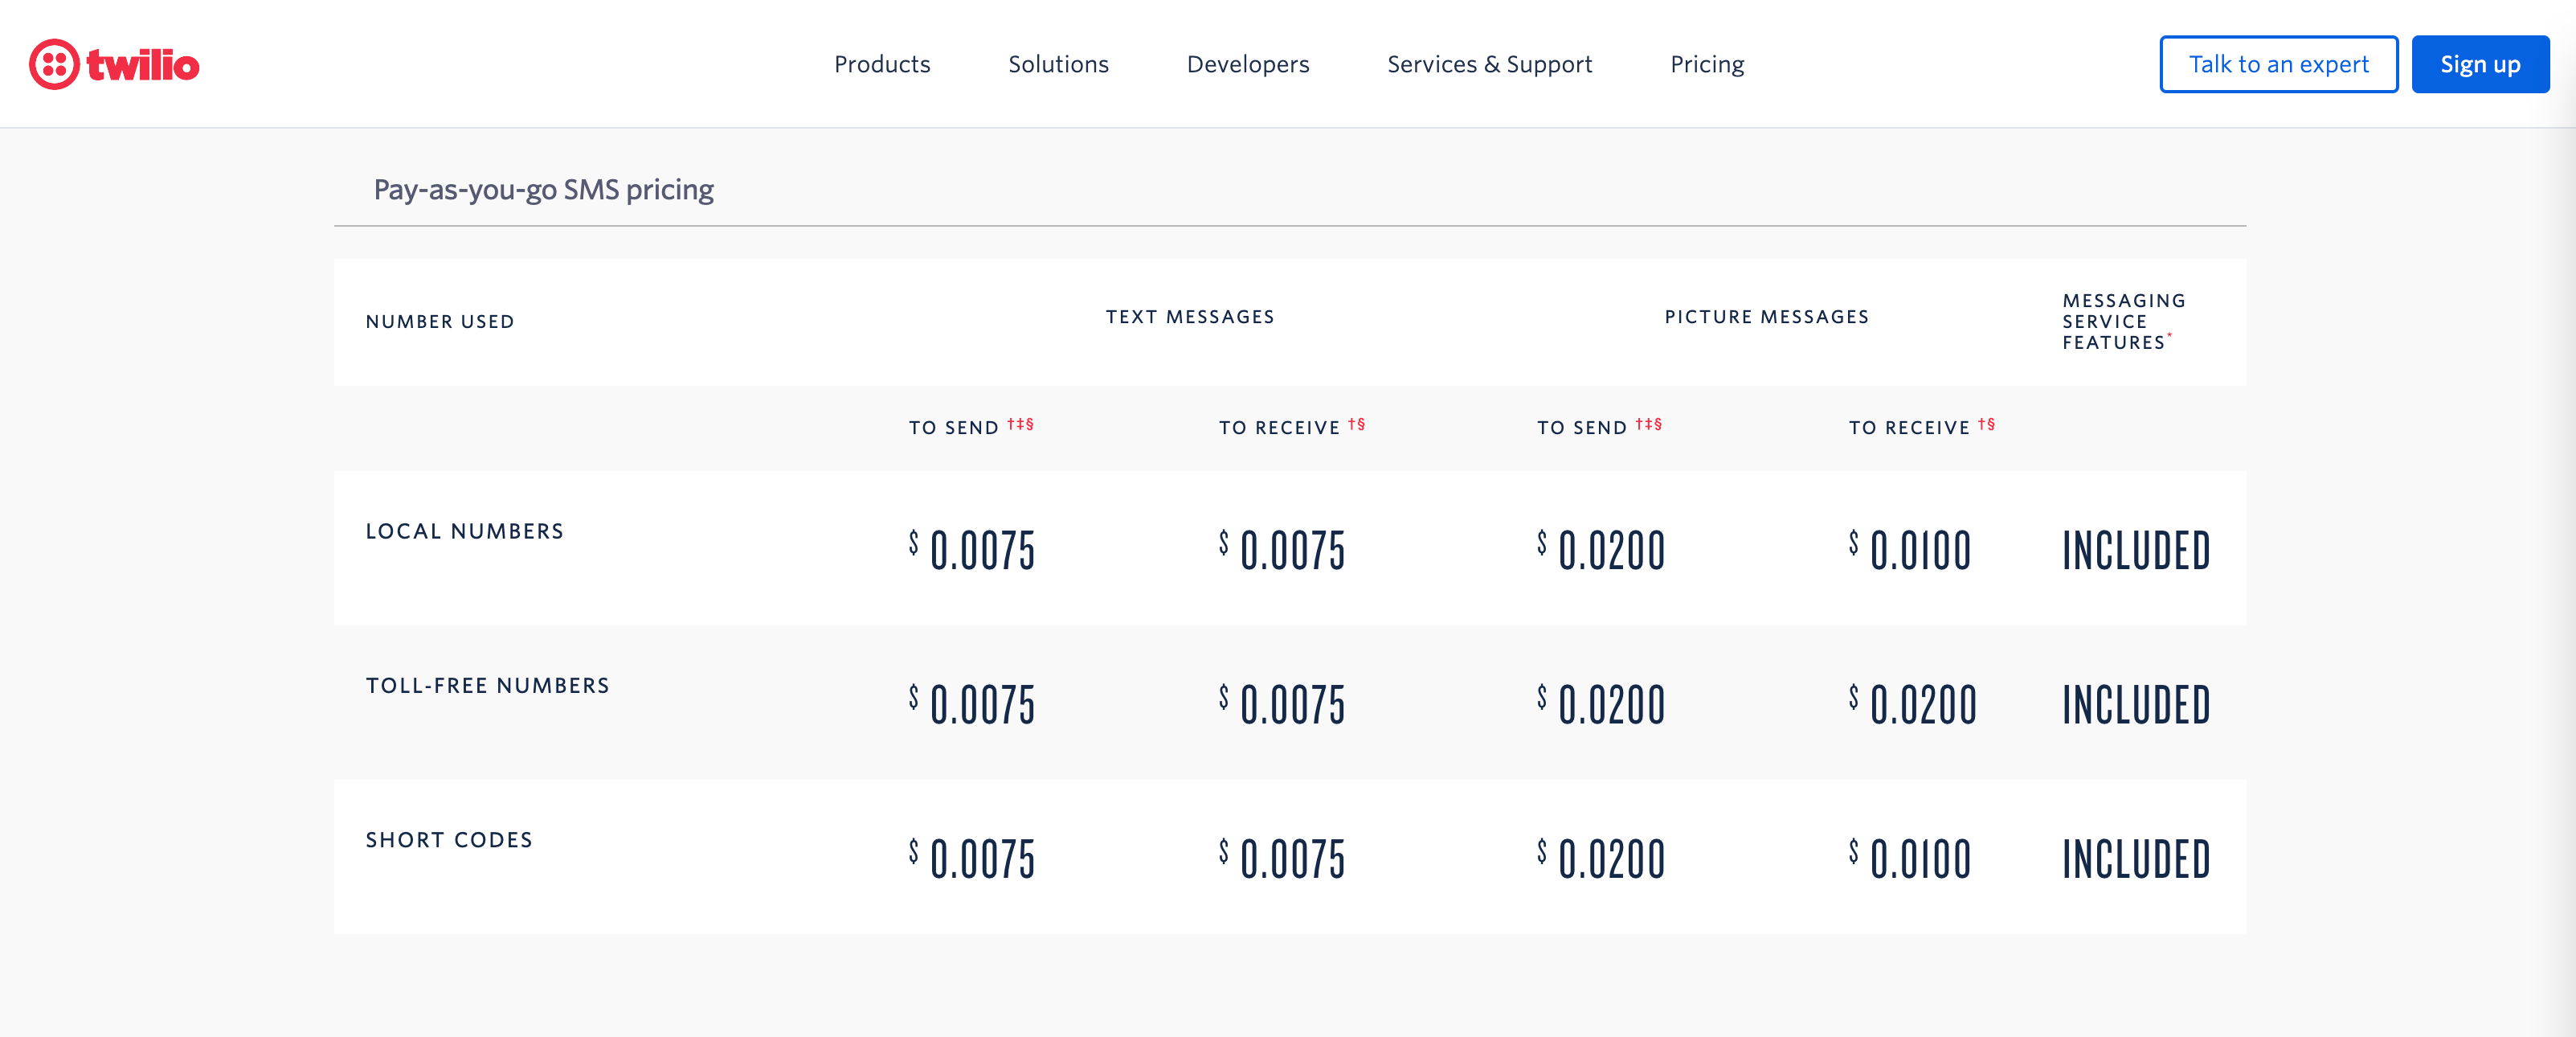 twilio
Products Solutions Developers Services & Support Pricing
Talk to an expert Sign up
Pay-as-you-go SMS pricing
NUMBER USED TEXT MESSAGES PICTURE MESSAGES MESSAGING
SERVICE
FEATURES*
TO SEND †‡§ TO RECEIVE †§ TO SEND †‡§ TO RECEIVE †§
LOCAL NUMBERS $ 0.0075 $ 0.0075 $ 0.0200 $ 0.0100 INCLUDED
TOLL-FREE NUMBERS $ 0.0075 $ 0.0075 $ 0.0200 $ 0.0200 INCLUDED
SHORT CODES $ 0.0075 $ 0.0075 $ 0.0200 $ 0.0100 INCLUDED